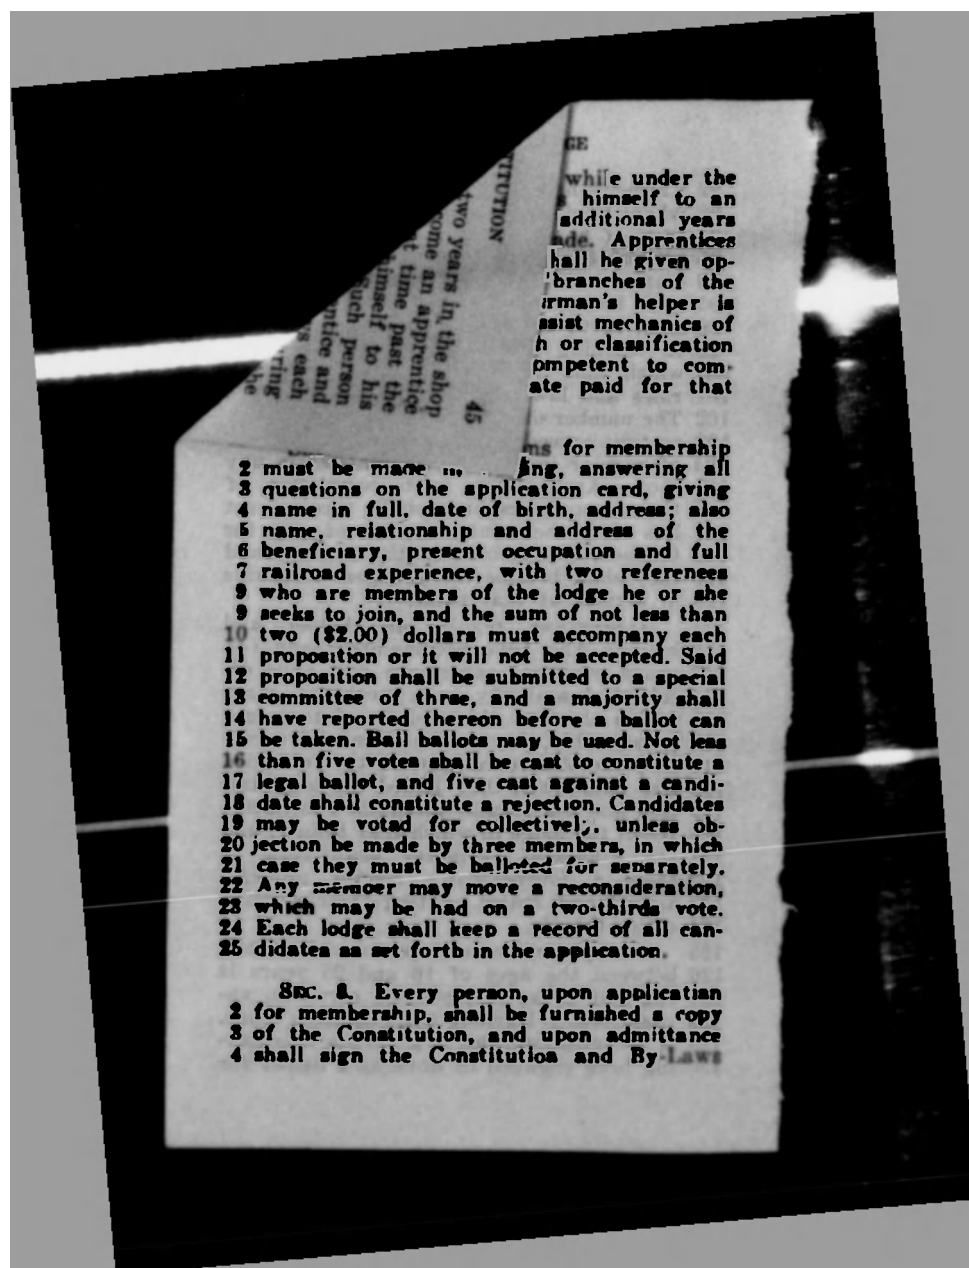 GE
while under the
himself to an
additional years
ade. Apprentices
hall he given op-
branches of the
irman's helper is
ssist mechanics of
h or classification
ompetent to com-
ate paid for that
TITUTION
two years in the shop
come an apprentice
t time past the
himself to his
such person
ntice and
s each
ring
the
45
ms for membership
2 must be made ing, answering all
3 questions on the application card, giving
4 name in full, date of birth, address; also
5 name, relationship and address of the
6 beneficiary, present occupation and full
7 railroad experience, with two references
9 who are members of the lodge he or she
9 seeks to join, and the sum of not less than
10 two ($2.00) dollars must accompany each
11 proposition or it will not be accepted. Said
12 proposition shall be submitted to a special
13 committee of three, and a majority shall
14 have reported thereon before a ballot can
15 be taken. Ball ballots may be used. Not less
16 than five votes shall be cast to constitute a
17 legal ballot, and five cast against a candi-
18 date shall constitute a rejection. Candidates
19 may be votad for collectively, unless ob-
20 jection be made by three members, in which
21 case they must be balloted for separately.
22 Any member may move a reconsideration,
23 which may be had on a two-thirds vote.
24 Each lodge shall keep a record of all can-
25 didates as set forth in the application.
SEC. 8. Every person, upon application
2 for membership, shall be furnished a copy
3 of the Constitution, and upon admittance
4 shall sign the Constitution and By-Laws